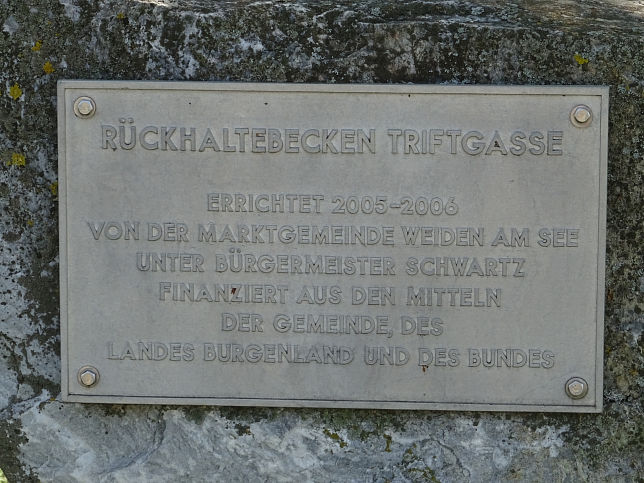 RÜCKHALTEBECKEN TRIFTGASSE
ERRICHTET 2005-2006
VON DER MARKTGEMEINDE WEIDEN AM SEE
UNTER BÜRGERMEISTER SCHWARTZ
FINANZIERT AUS DEN MITTELN
DER GEMEINDE, DES
LANDES BURGENLAND UND DES BUNDES